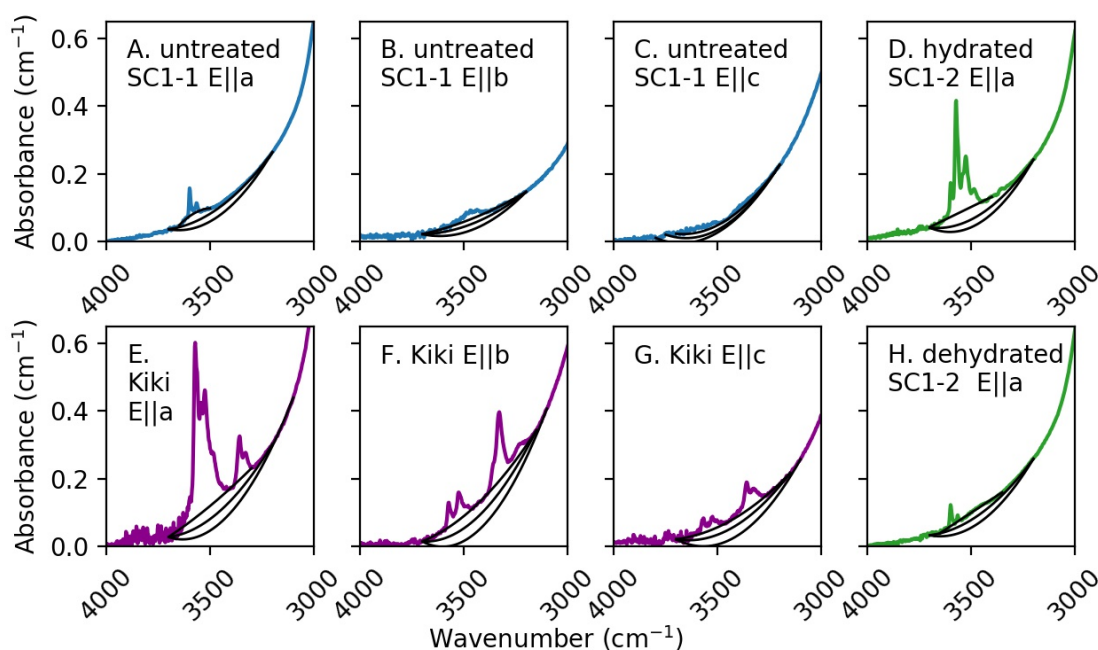 A. untreated
SC1-1 E||a
B. untreated
SC1-1 E||b
C. untreated
SC1-1 E||c
D. hydrated
SC1-2 E||a
Absorbance (cm⁻¹)
0.6
0.4
0.2
0.0
4000 3500 3000
4000 3500 3000
4000 3500 3000
4000 3500 3000
E.
Kiki
E||a
F. Kiki E||b
G. Kiki E||c
H. dehydrated
SC1-2 E||a
Absorbance (cm⁻¹)
0.6
0.4
0.2
0.0
4000 3500 3000
4000 3500 3000
4000 3500 3000
4000 3500 3000
Wavenumber (cm⁻¹)